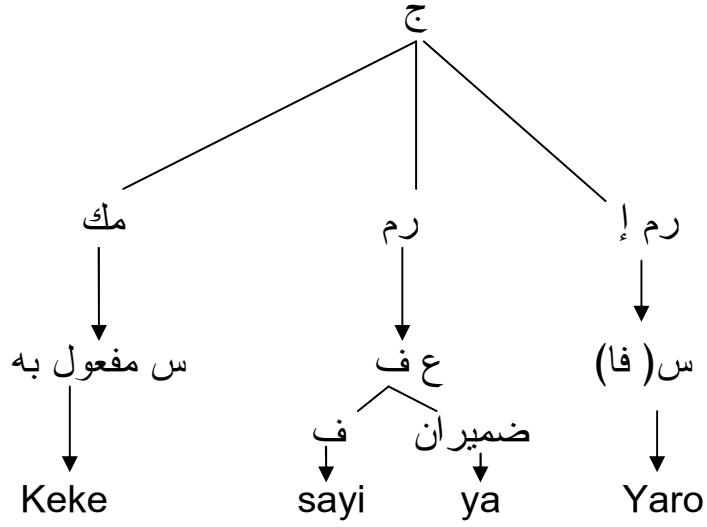 ج
رم إ رم مك
س( فا) ع ف س مفعول به
ضميران ف
Yaro ya sayi Keke